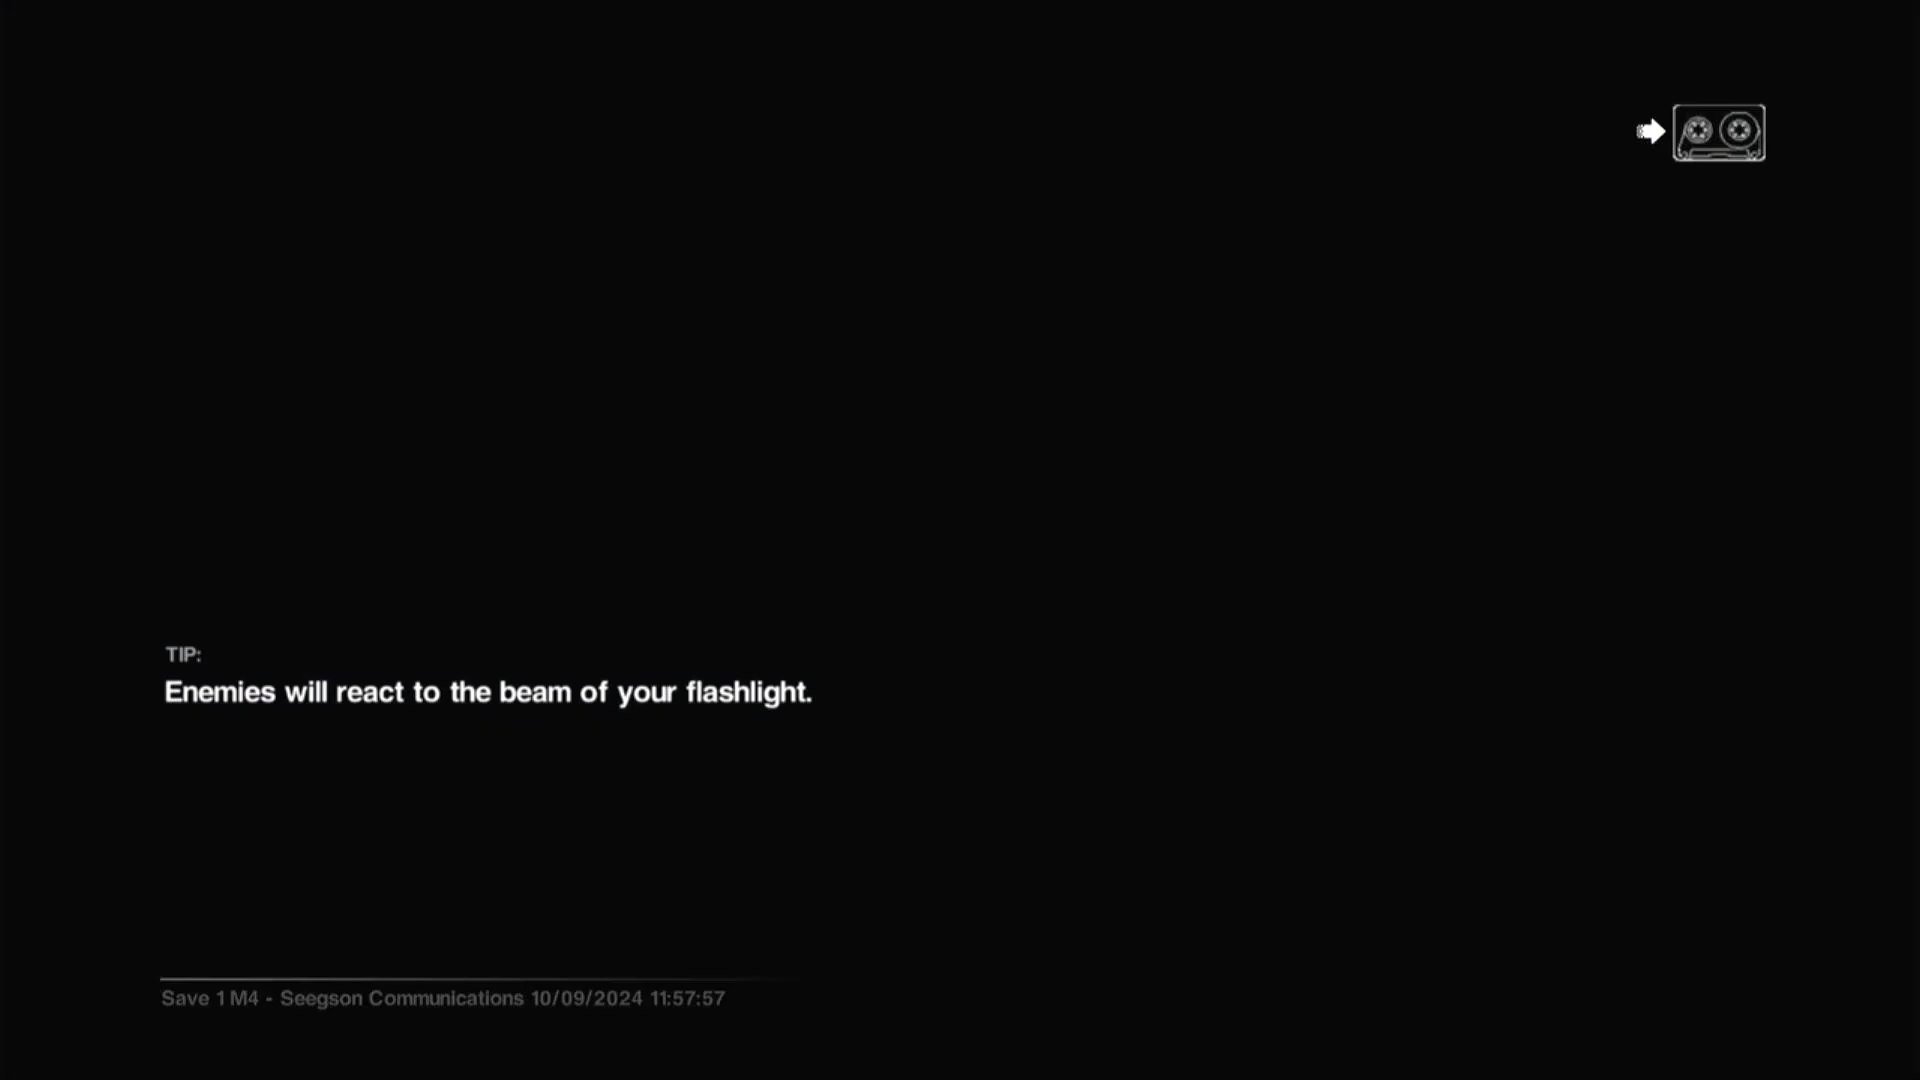 TIP:
Enemies will react to the beam of your flashlight.
Save 1 M4 - Seegson Communications 10/09/2024 11:57:57